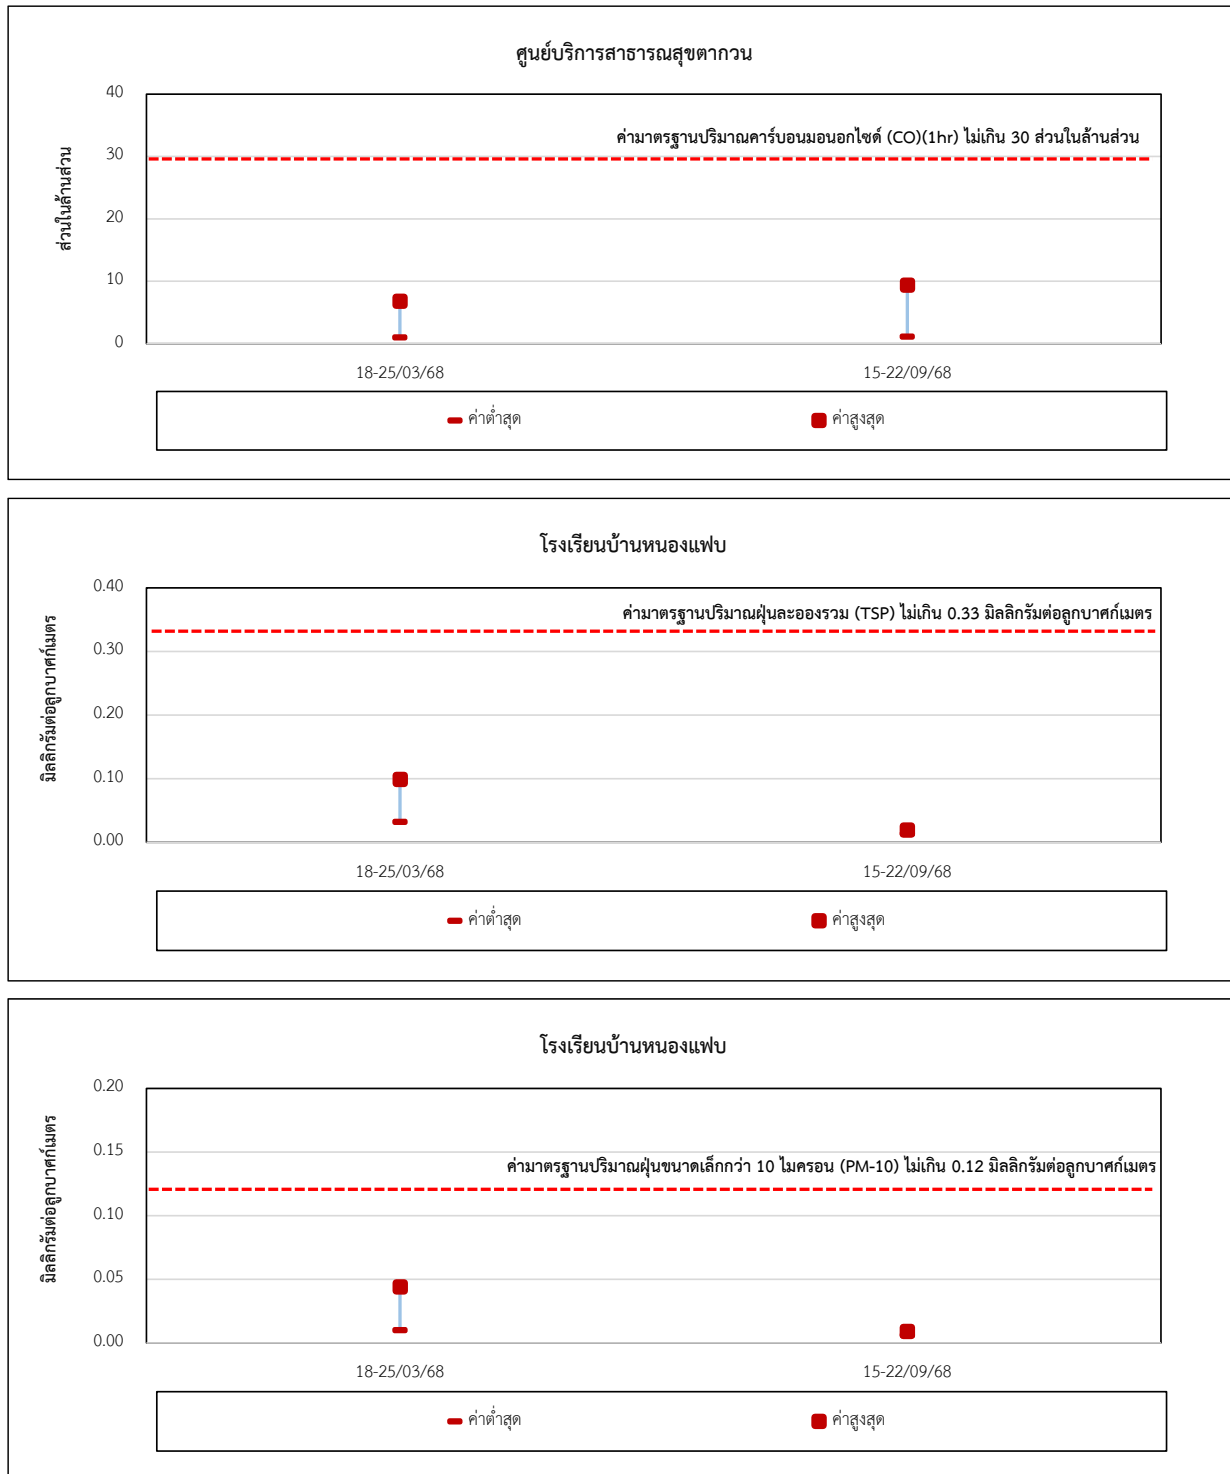 ศูนย์บริการสาธารณสุขตากวน
40
ค่ามาตรฐานปริมาณคาร์บอนมอนอกไซด์ (CO)(1hr) ไม่เกิน 30 ส่วนในล้านส่วน
30
20
10
0
ส่วนในล้านส่วน
18-25/03/68 15-22/09/68
ค่าต่ำสุด ค่าสูงสุด
โรงเรียนบ้านหนองแฟบ
0.40
ค่ามาตรฐานปริมาณฝุ่นละอองรวม (TSP) ไม่เกิน 0.33 มิลลิกรัมต่อลูกบาศก์เมตร
0.30
0.20
0.10
0.00
มิลลิกรัมต่อลูกบาศก์เมตร
18-25/03/68 15-22/09/68
ค่าต่ำสุด ค่าสูงสุด
โรงเรียนบ้านหนองแฟบ
0.20
0.15
ค่ามาตรฐานปริมาณฝุ่นขนาดเล็กกว่า 10 ไมครอน (PM-10) ไม่เกิน 0.12 มิลลิกรัมต่อลูกบาศก์เมตร
0.10
0.05
0.00
มิลลิกรัมต่อลูกบาศก์เมตร
18-25/03/68 15-22/09/68
ค่าต่ำสุด ค่าสูงสุด